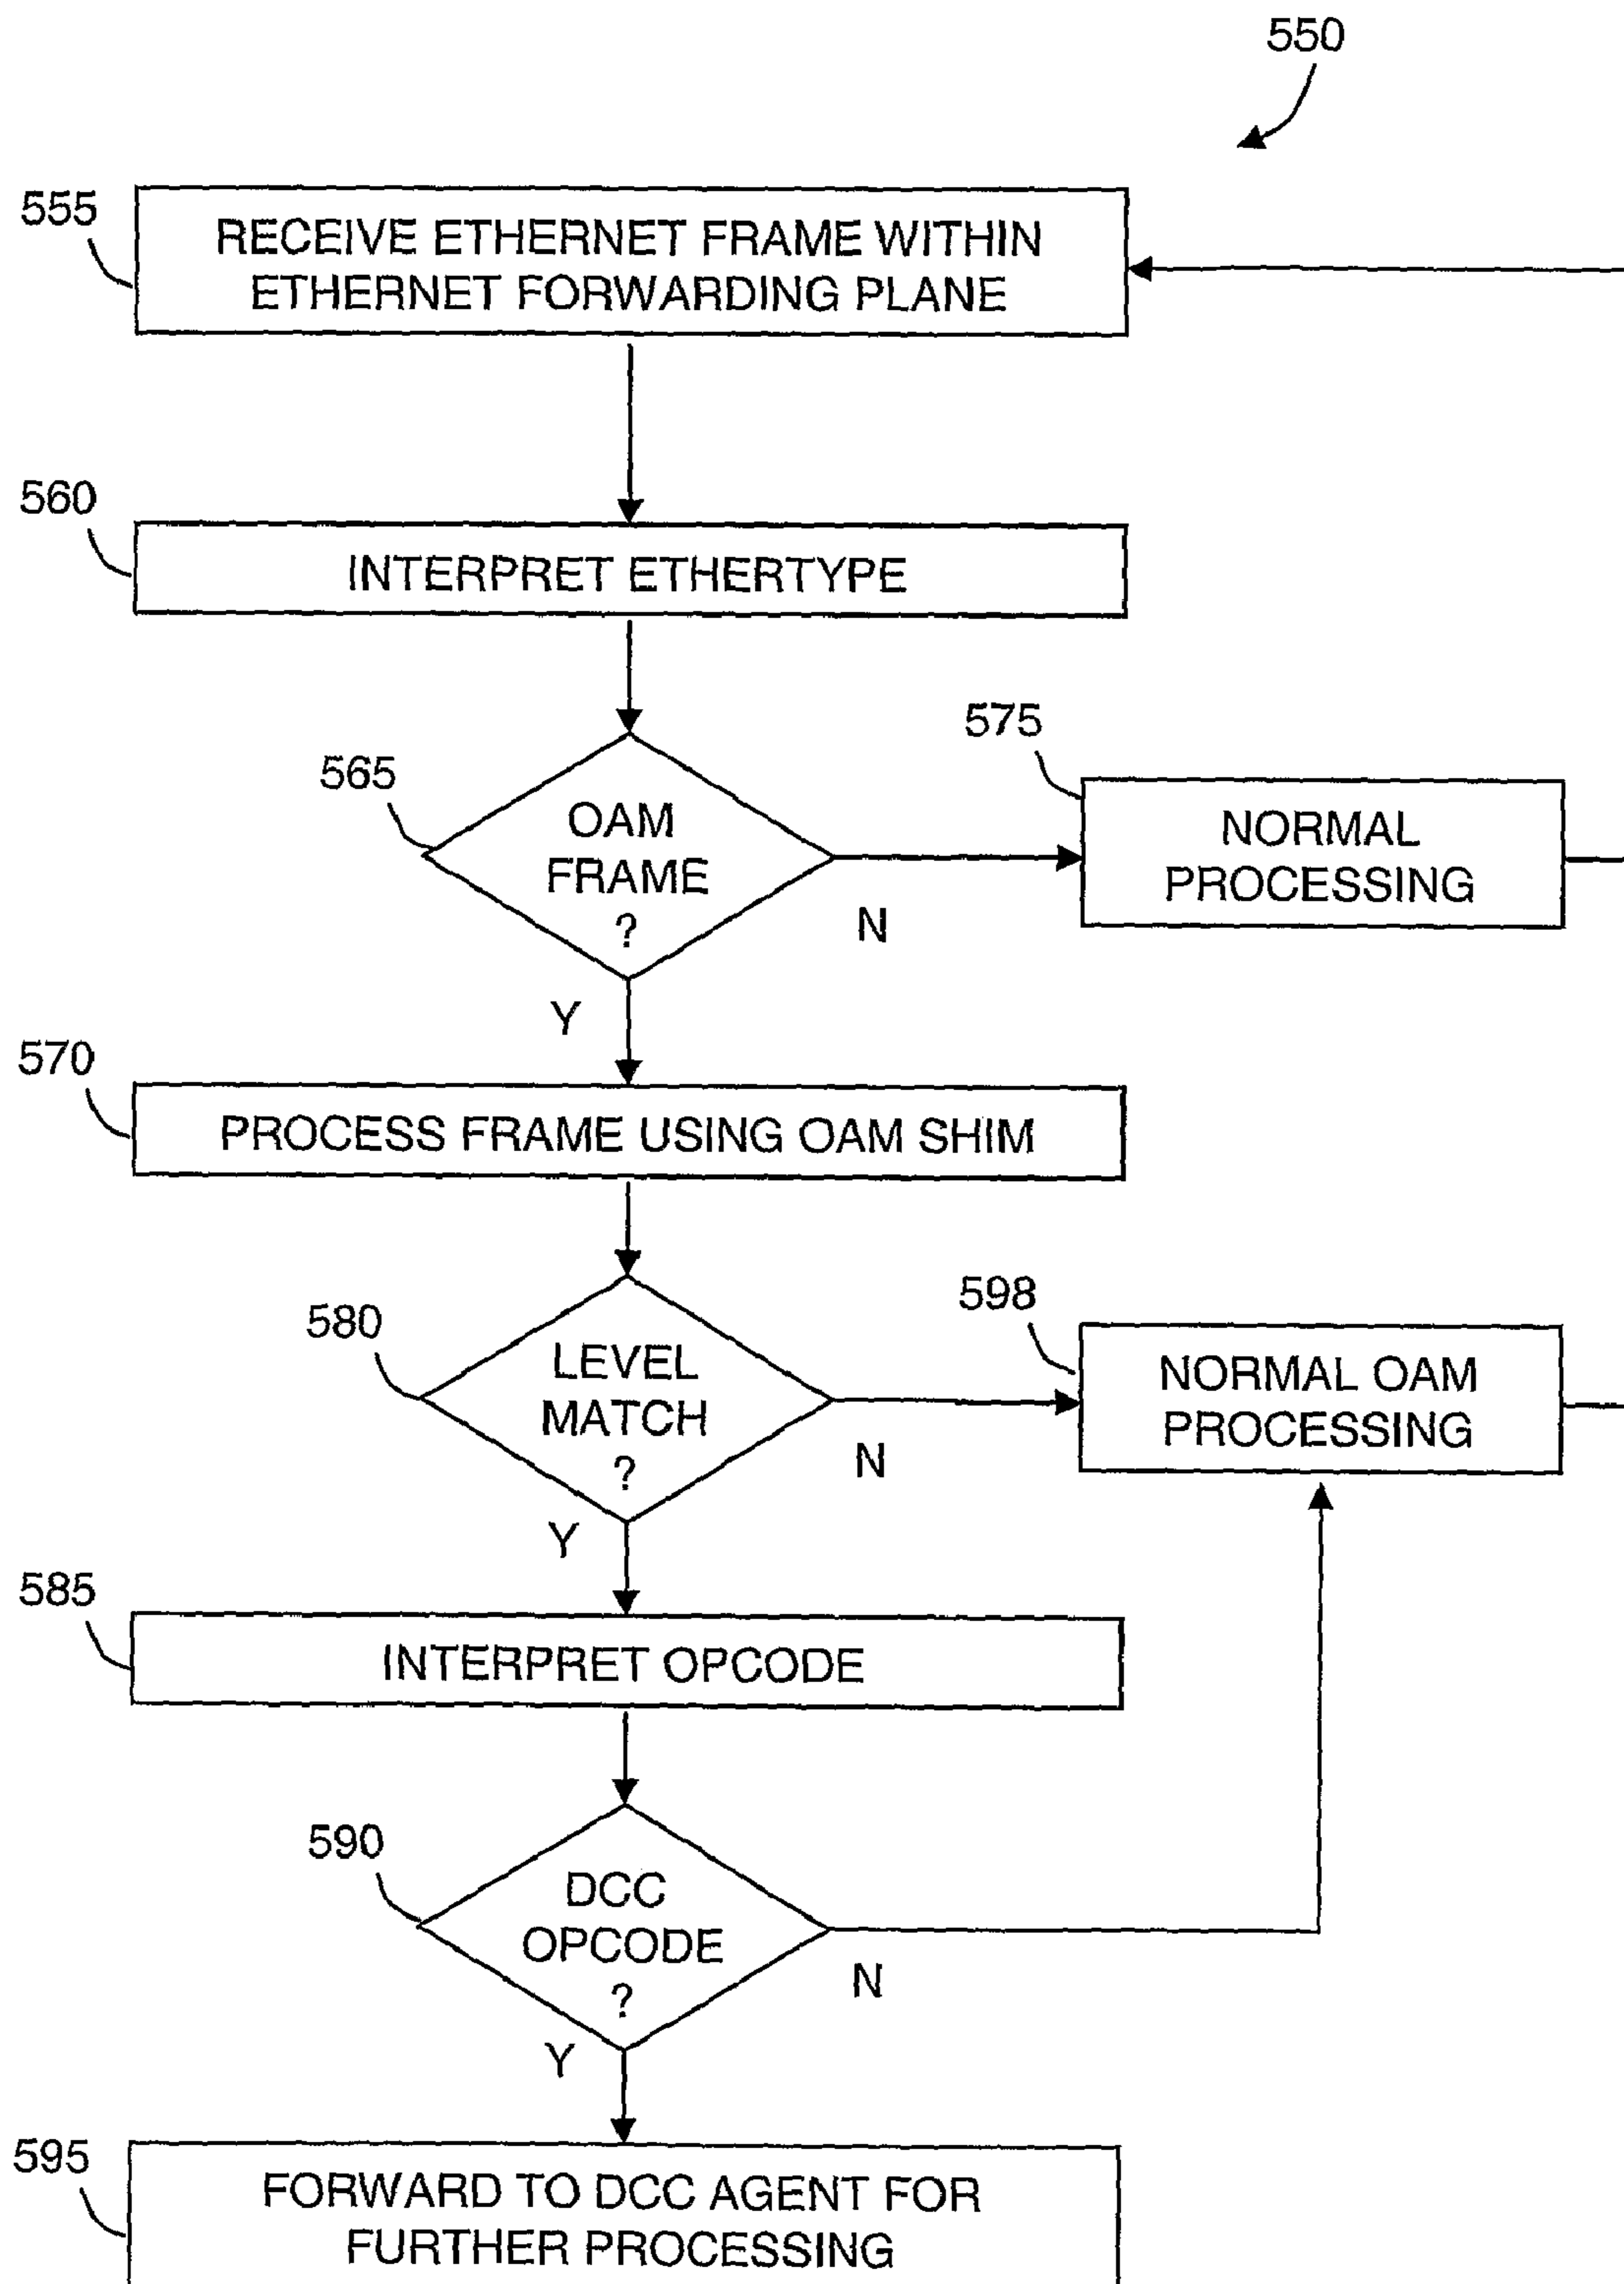 550
555
RECEIVE ETHERNET FRAME WITHIN
ETHERNET FORWARDING PLANE
560
INTERPRET ETHERTYPE
565
OAM
FRAME
?
575
NORMAL
PROCESSING
N
Y
570
PROCESS FRAME USING OAM SHIM
580
LEVEL
MATCH
?
598
NORMAL OAM
PROCESSING
N
Y
585
INTERPRET OPCODE
590
DCC
OPCODE
?
N
Y
595
FORWARD TO DCC AGENT FOR
FURTHER PROCESSING